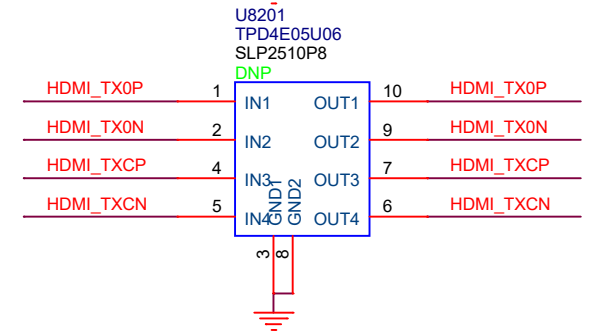 U8201
TPD4E05U06
SLP2510P8
DNP
HDMI_TX0P 1 IN1 OUT1 10 HDMI_TX0P
HDMI_TX0N 2 IN2 OUT2 9 HDMI_TX0N
HDMI_TXCP 4 IN3 OUT3 7 HDMI_TXCP
HDMI_TXCN 5 IN4 OUT4 6 HDMI_TXCN
GND1 GND2
3 8